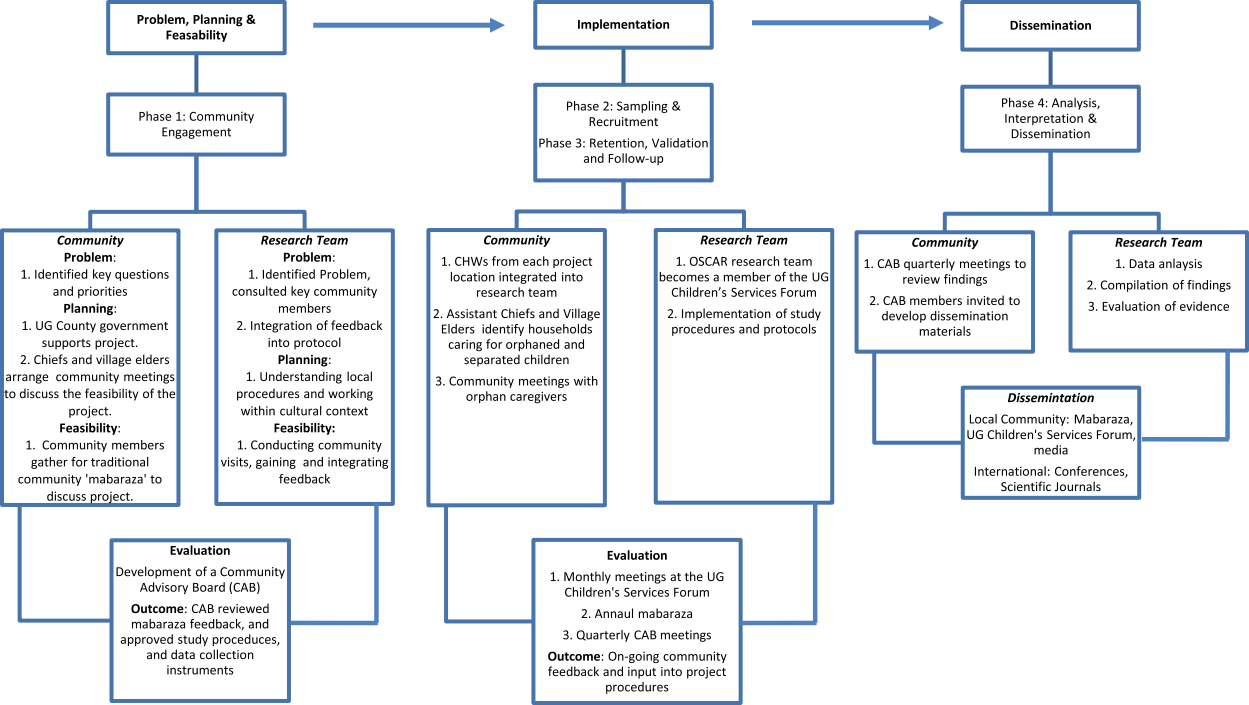 Problem, Planning &
Feasability
Implementation
Dissemination
Phase 1: Community
Engagement
Phase 2: Sampling &
Recruitment
Phase 3: Retention, Validation
and Follow-up
Phase 4: Analysis,
Interpretation &
Dissemination
Community
Problem:
1. Identified key questions
and priorities
Planning:
1. UG County government
supports project.
2. Chiefs and village elders
arrange community meetings
to discuss the feasibility of the
project.
Feasibility:
1. Community members
gather for traditional
community 'mabaraza' to
discuss project.
Research Team
Problem:
1. Identified Problem,
consulted key community
members
2. Integration of feedback
into protocol
Planning:
1. Understanding local
procedures and working
within cultural context
Feasibility:
1. Conducting community
visits, gaining and integrating
feedback
Evaluation
Development of a Community
Advisory Board (CAB)
Outcome: CAB reviewed
mabaraza feedback, and
approved study procedures,
and data collection
instruments
Community
1. CHWs from each project
location integrated into
research team
2. Assistant Chiefs and Village
Elders identify households
caring for orphaned and
separated children
3. Community meetings with
orphan caregivers
Research Team
1. OSCAR research team
becomes a member of the UG
Children’s Services Forum
2. Implementation of study
procedures and protocols
Evaluation
1. Monthly meetings at the UG
Children's Services Forum
2. Annaul mabaraza
3. Quarterly CAB meetings
Outcome: On-going community
feedback and input into project
procedures
Community
1. CAB quarterly meetings to
review findings
2. CAB members invited to
develop dissemination
materials
Research Team
1. Data anlaysis
2. Compilation of findings
3. Evaluation of evidence
Dissemintation
Local Community: Mabaraza,
UG Children's Services Forum,
media
International: Conferences,
Scientific Journals